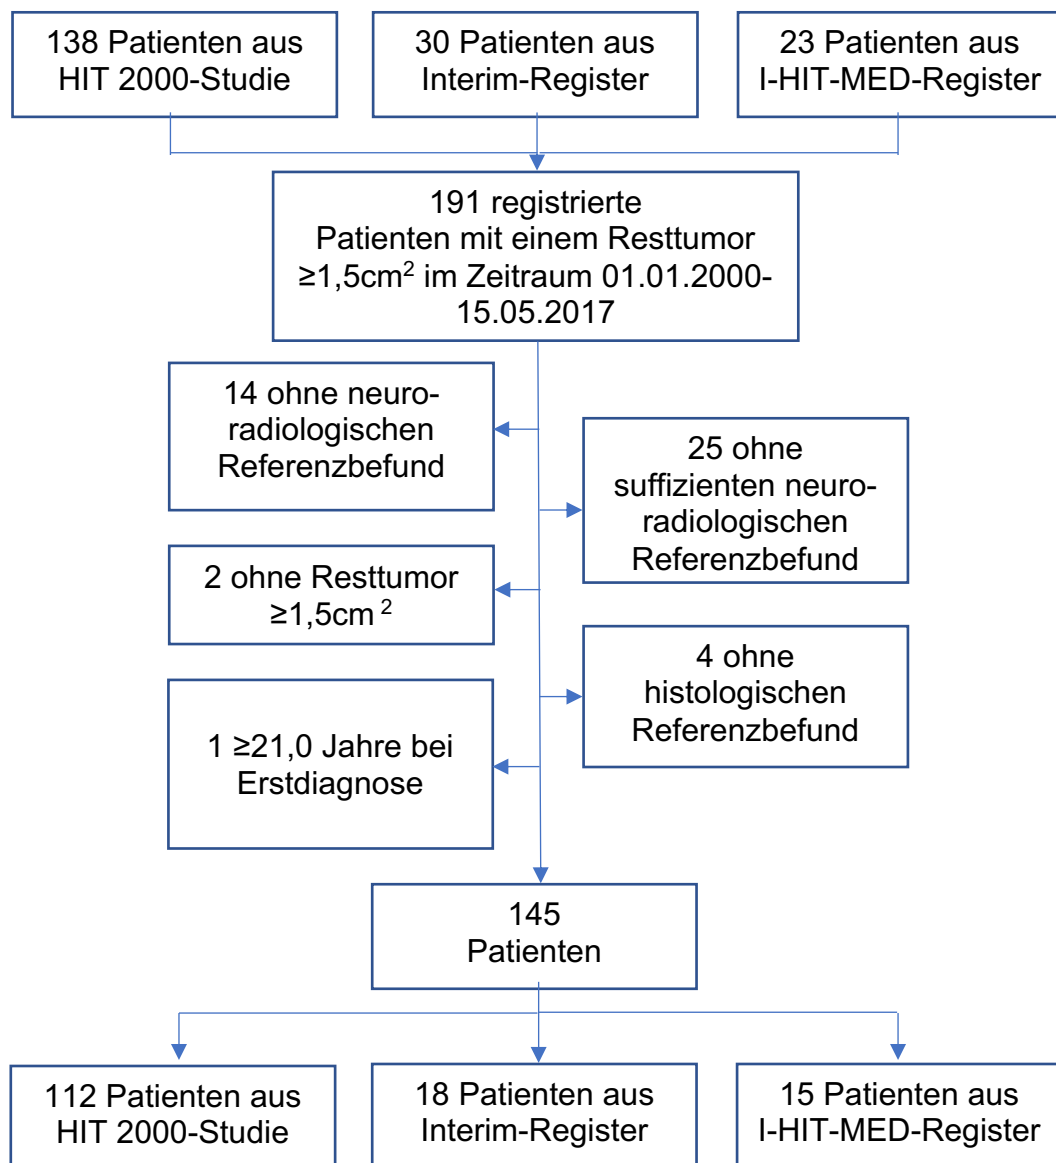 138 Patienten aus
HIT 2000-Studie
30 Patienten aus
Interim-Register
23 Patienten aus
I-HIT-MED-Register
191 registrierte
Patienten mit einem Resttumor
≥1,5cm² im Zeitraum 01.01.2000-
15.05.2017
14 ohne neuro-
radiologischen
Referenzbefund
25 ohne
suffizienten neuro-
radiologischen
Referenzbefund
2 ohne Resttumor
≥1,5cm ²
4 ohne
histologischen
Referenzbefund
1 ≥21,0 Jahre bei
Erstdiagnose
145
Patienten
112 Patienten aus
HIT 2000-Studie
18 Patienten aus
Interim-Register
15 Patienten aus
I-HIT-MED-Register